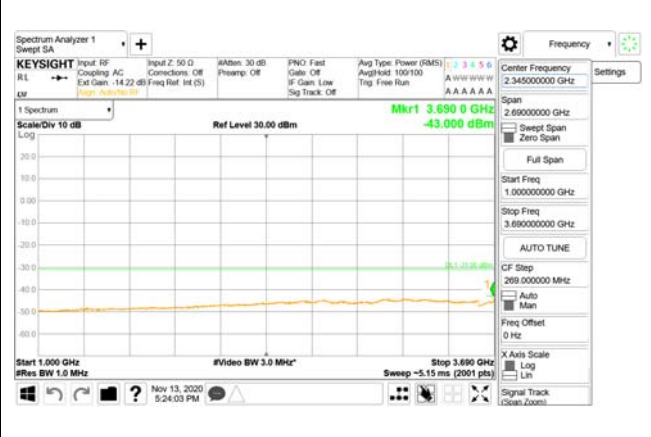 Spectrum Analyzer 1
Swept SA
Frequency
KEYSIGHT
RL
Input: RF
Coupling: AC
Ext Gain: -14.22 dB
Align: Auto/No RF
Input Z: 50 Ω
Corrections: Off
Freq Ref: Int (S)
#Atten: 30 dB
Preamp: Off
PNO: Fast
Gate: Off
IF Gain: Low
Sig Track: Off
Avg Type: Power (RMS)
Avg|Hold: 100/100
Trig: Free Run
1 2 3 4 5 6
A W W W W W
A A A A A A
1 Spectrum
Scale/Div 10 dB
Ref Level 30.00 dBm
Mkr1 3.690 0 GHz
-43.000 dBm
Log
20.0
10.0
0.00
-10.0
-20.0
-30.0
-40.0
-50.0
-60.0
1
Start 1.000 GHz
#Res BW 1.0 MHz
#Video BW 3.0 MHz*
Stop 3.690 GHz
Sweep ~5.15 ms (2001 pts)
Nov 13, 2020
5:24:03 PM
Center Frequency
2.345000000 GHz
Settings
Span
2.69000000 GHz
Swept Span
Zero Span
Full Span
Start Freq
1.000000000 GHz
Stop Freq
3.690000000 GHz
AUTO TUNE
CF Step
269.000000 MHz
Auto
Man
Freq Offset
0 Hz
X Axis Scale
Log
Lin
Signal Track
(Span Zoom)